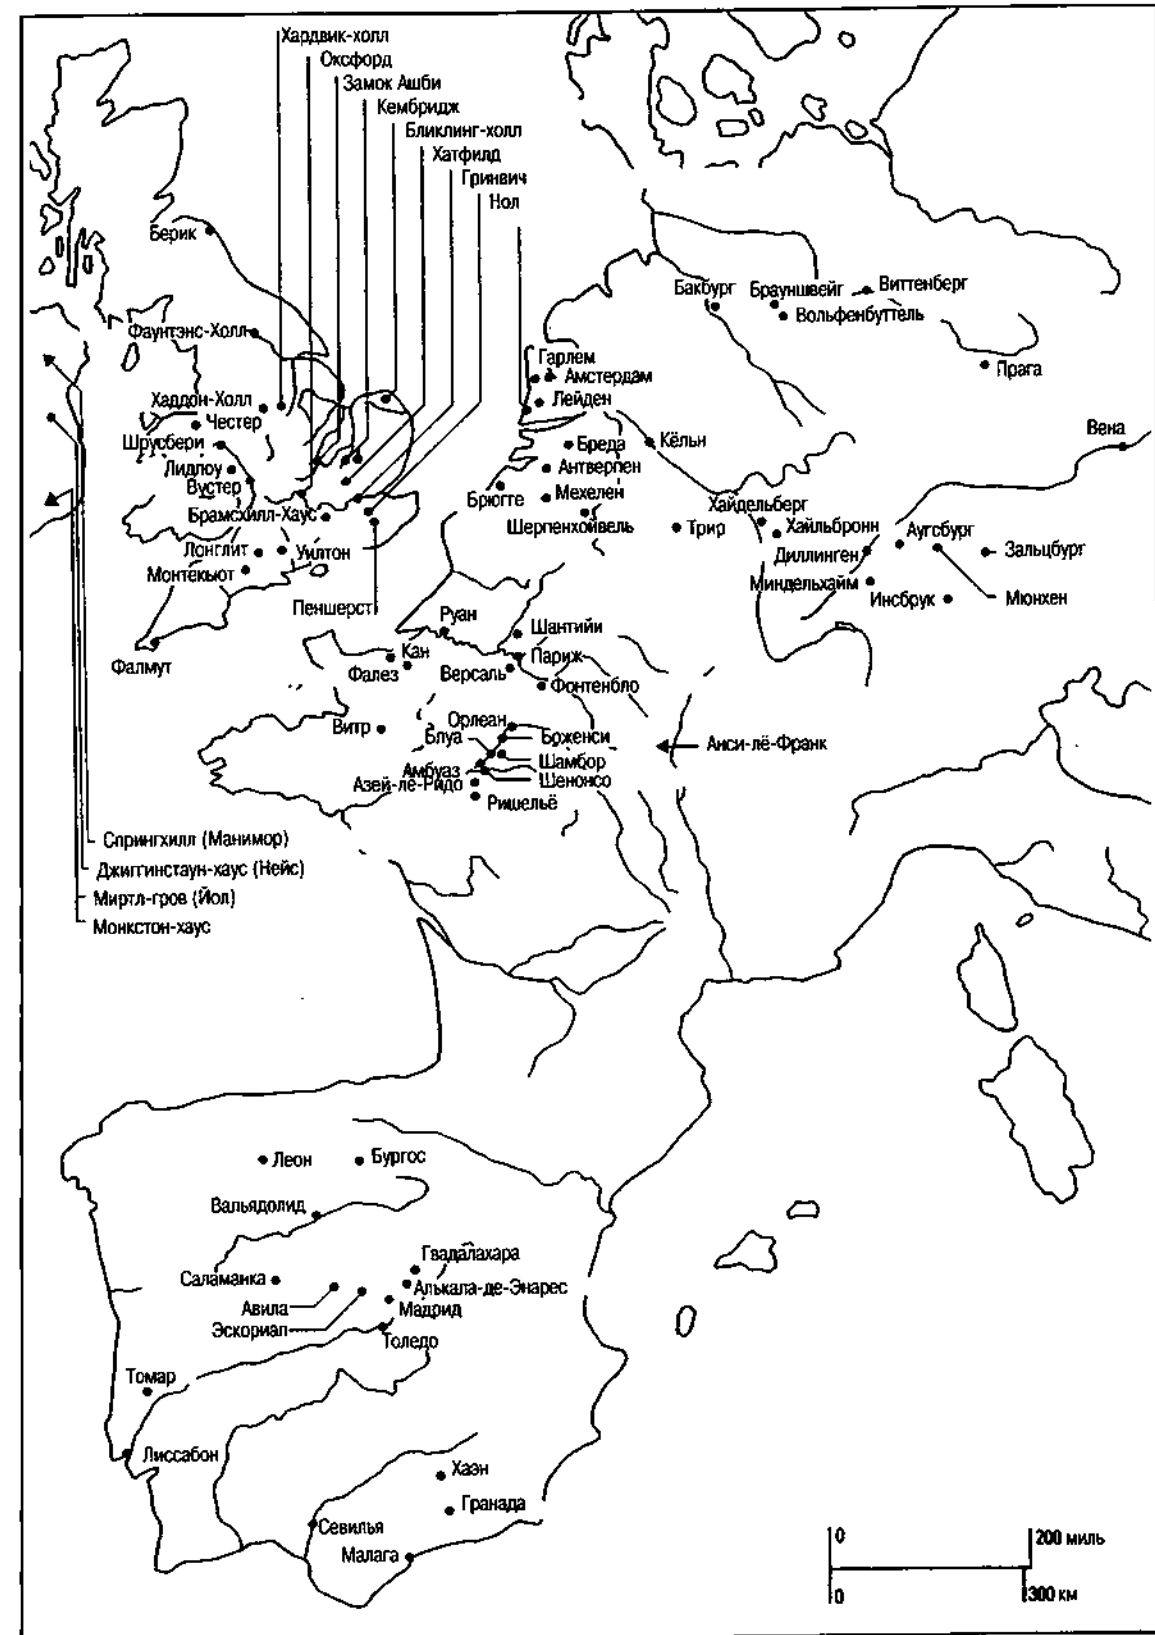 Хардвик-холл
Оксфорд
Замок Ашби
Кембридж
Бликлинг-холл
Хатфилд
Гринвич
Нол
Берик
Фаунтэнс-Холл
Хаддон-Холл
Честер
Шрусбери
Лидлоу
Вустер
Брамсхилл-Хаус
Лонглит
Уилтон
Монтекьют
Пеншерст
Фалмут
Бакбург
Брауншвейг
Виттенберг
Вольфенбуттель
Прага
Гарлем
Амстердам
Лейден
Бреда
Кёльн
Вена
Антверпен
Брюгге
Мехелен
Шерпенхойвель
Трир
Хайдельберг
Хайльбронн
Аугсбург
Диллинген
Зальцбург
Миндельхайм
Инсбрук
Мюнхен
Руан
Шантийи
Кан
Париж
Фалез
Версаль
Фонтенбло
Витр
Орлеан
Блуа
Боженси
Анси-лё-Франк
Шамбор
Амбуаз
Шенонсо
Азей-лё-Ридо
Ришельё
Спрингхилл (Манимор)
Джиггинстаун-хаус (Нейс)
Миртл-гров (Йол)
Монкстон-хаус
Леон
Бургос
Вальядолид
Гвадалахара
Саламанка
Алькала-де-Энарес
Авила
Мадрид
Эскориал
Толедо
Томар
Лиссабон
Хаэн
Гранада
Севилья
Малага
0
200 миль
0
300 км